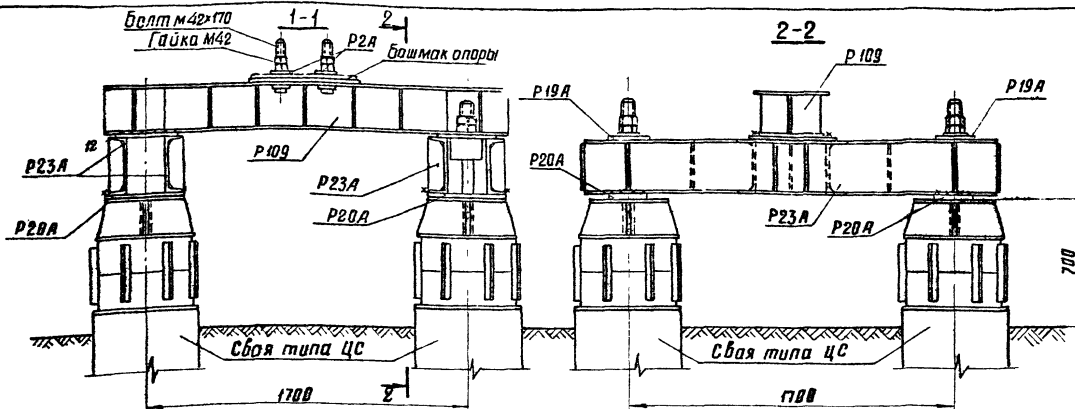 Болт м42×170
Гайка М42
1-1
2
Р2А
Башмак опоры
2-2
Р109
Р19А
Р19А
12
Р23А
Р109
Р23А
Р20А
Р20А
Р20А
Р23А
Р20А
700
Свая типа ЦС
Свая типа ЦС
2
1700
1700